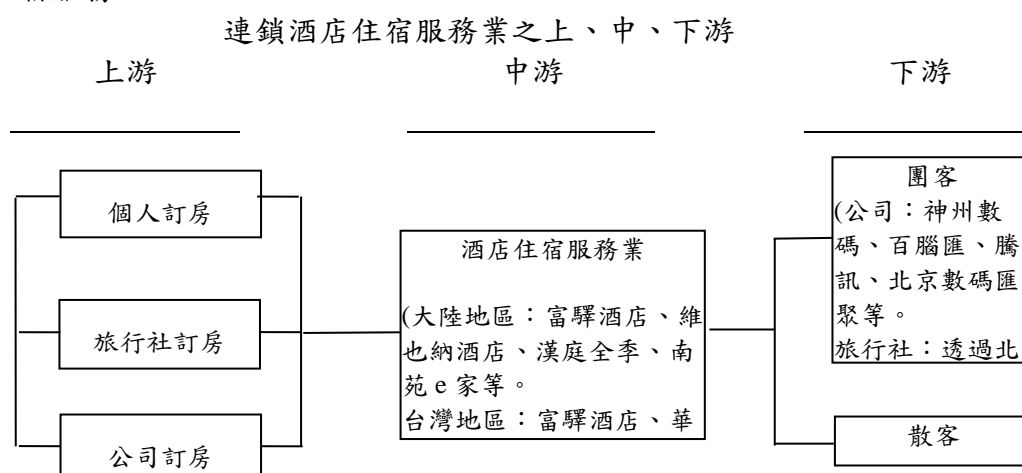 連鎖酒店住宿服務業之上、中、下游
上游
中游
下游
個人訂房
旅行社訂房
公司訂房
酒店住宿服務業
(大陸地區：富驛酒店、維
也納酒店、漢庭全季、南
苑 e 家等。
台灣地區：富驛酒店、華
團客
(公司：神州數
碼、百腦匯、騰
訊、北京數碼匯
聚等。
旅行社：透過北
散客